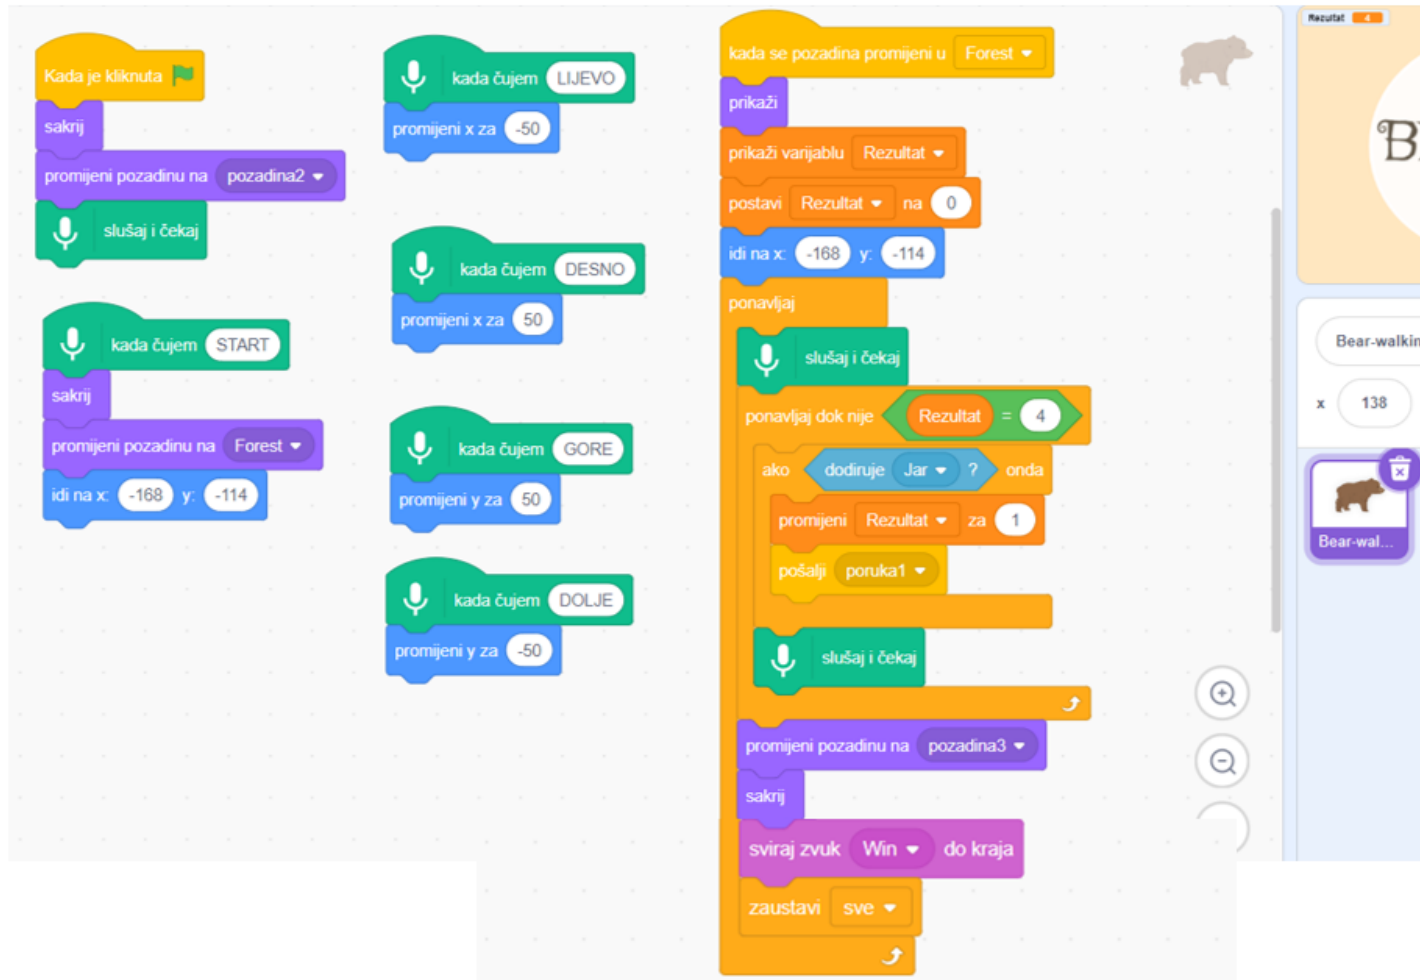 Kada je kliknuta
sakrij
promijeni pozadinu na pozadina2
slušaj i čekaj
kada čujem START
sakrij
promijeni pozadinu na Forest
idi na x: -168 y: -114
kada čujem LIJEVO
promijeni x za -50
kada čujem DESNO
promijeni x za 50
kada čujem GORE
promijeni y za 50
kada čujem DOLJE
promijeni y za -50
kada se pozadina promijeni u Forest
prikaži
prikaži varijablu Rezultat
postavi Rezultat na 0
idi na x: -168 y: -114
ponavljaj
slušaj i čekaj
ponavljaj dok nije Rezultat = 4
ako dodiruje Jar ? onda
promijeni Rezultat za 1
pošalji poruka1
slušaj i čekaj
promijeni pozadinu na pozadina3
sakrij
sviraj zvuk Win do kraja
zaustavi sve
Rezultat 4
Bear-walkin
x 138
Bear-wal...